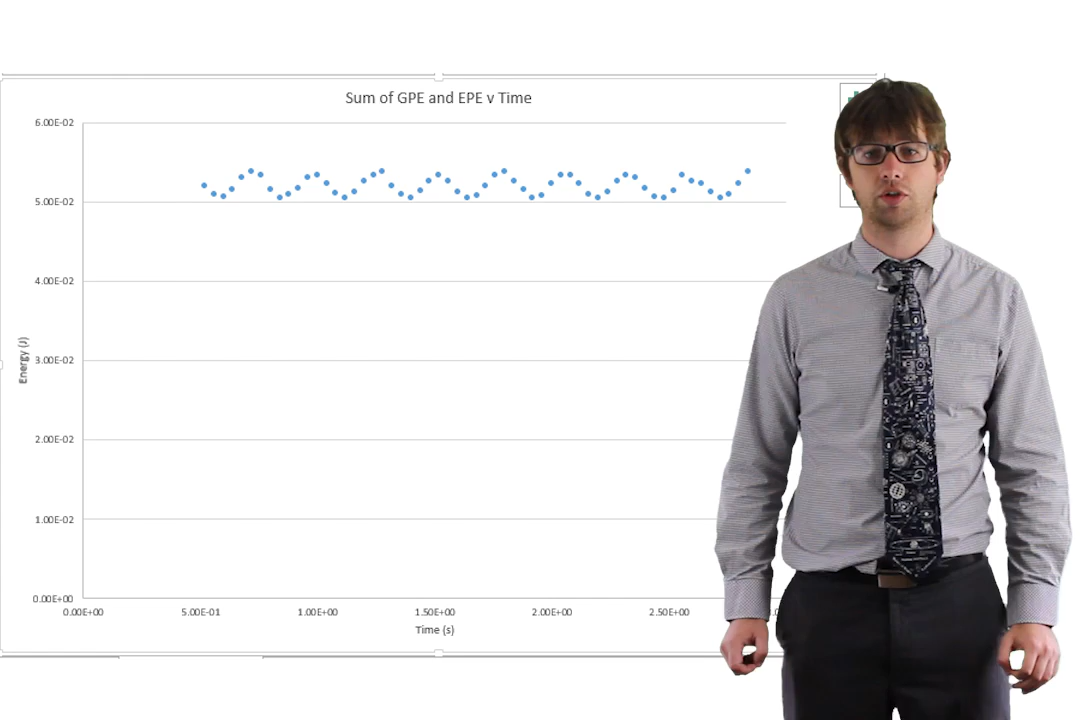 Sum of GPE and EPE v Time
6.00E-02
5.00E-02
4.00E-02
3.00E-02
2.00E-02
1.00E-02
0.00E+00
Energy (J)
0.00E+00 5.00E-01 1.00E+00 1.50E+00 2.00E+00 2.50E+00
Time (s)